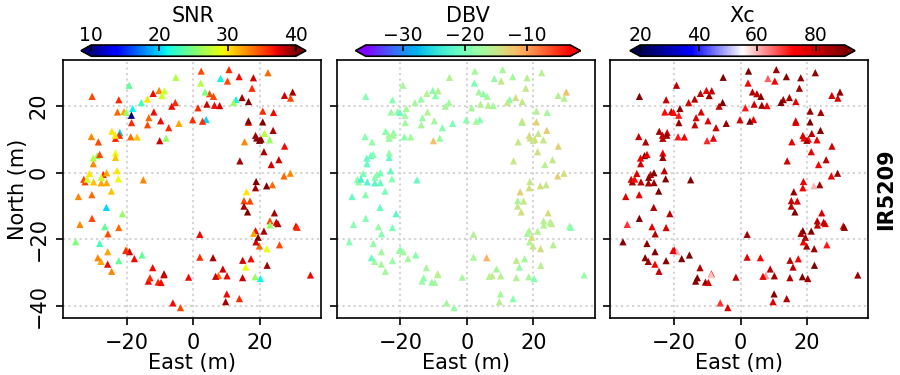 SNR DBV Xc
10 20 30 40 −30 −20 −10 20 40 60 80
20
0
−20
−40
North (m)
−20 0 20 −20 0 20 −20 0 20
East (m) East (m) East (m)
IR5209